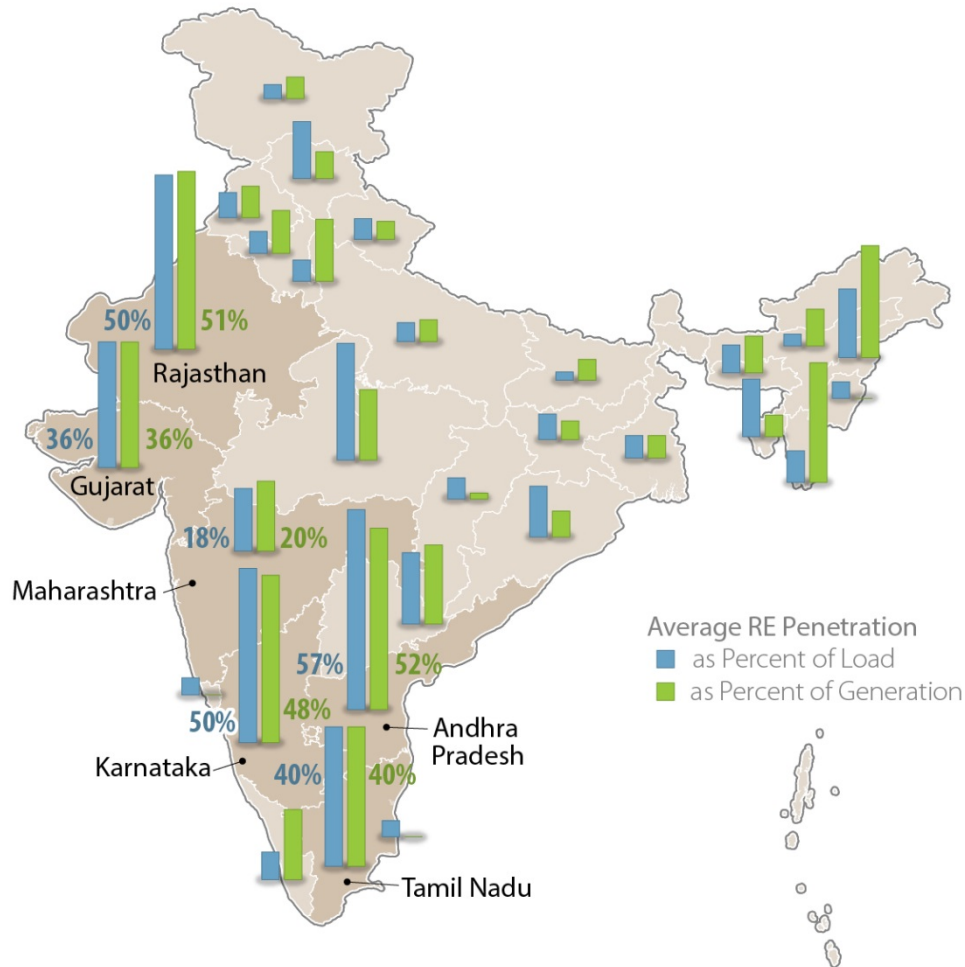 50% 51%
Rajasthan
36% 36%
Gujarat
18% 20%
Maharashtra
Average RE Penetration
as Percent of Load
as Percent of Generation
57% 52%
50% 48%
Andhra
Pradesh
Karnataka
40% 40%
Tamil Nadu